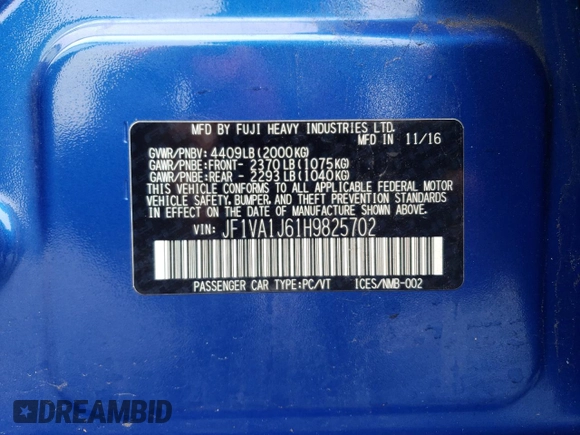 MFD BY FUJI HEAVY INDUSTRIES LTD.
MFD IN 11/16
GVWR/PNBV: 4409LB(2000KG)
GAWR/PNBE:FRONT- 2370LB(1075KG)
GAWR/PNBE:REAR - 2293LB(1040KG)
THIS VEHICLE CONFORMS TO ALL APPLICABLE FEDERAL MOTOR
VEHICLE SAFETY, BUMPER, AND THEFT PREVENTION STANDARDS
IN EFFECT ON THE DATE OF MANUFACTURE SHOWN ABOVE.
VIN: JF1VA1J61H9825702
PASSENGER CAR TYPE:PC/VT ICES/NMB-002
DREAMBID